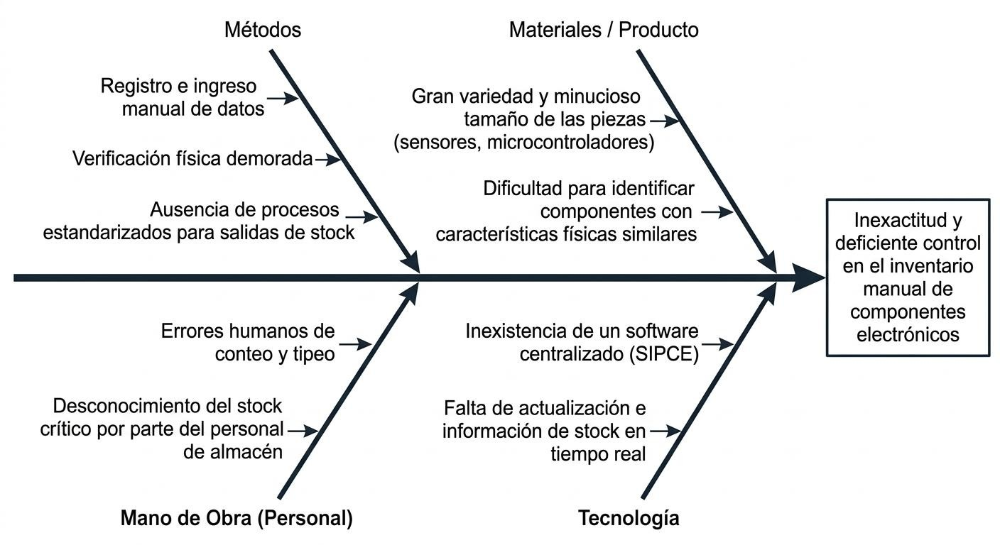 Métodos
Registro e ingreso
manual de datos
Verificación física demorada
Ausencia de procesos
estandarizados para salidas de stock
Materiales / Producto
Gran variedad y minucioso
tamaño de las piezas
(sensores, microcontroladores)
Dificultad para identificar
componentes con
características físicas similares
Inexactitud y
deficiente control
en el inventario
manual de
componentes
electrónicos
Errores humanos de
conteo y tipeo
Desconocimiento del stock
crítico por parte del personal
de almacén
Mano de Obra (Personal)
Inexistencia de un software
centralizado (SIPCE)
Falta de actualización e
información de stock en
tiempo real
Tecnología